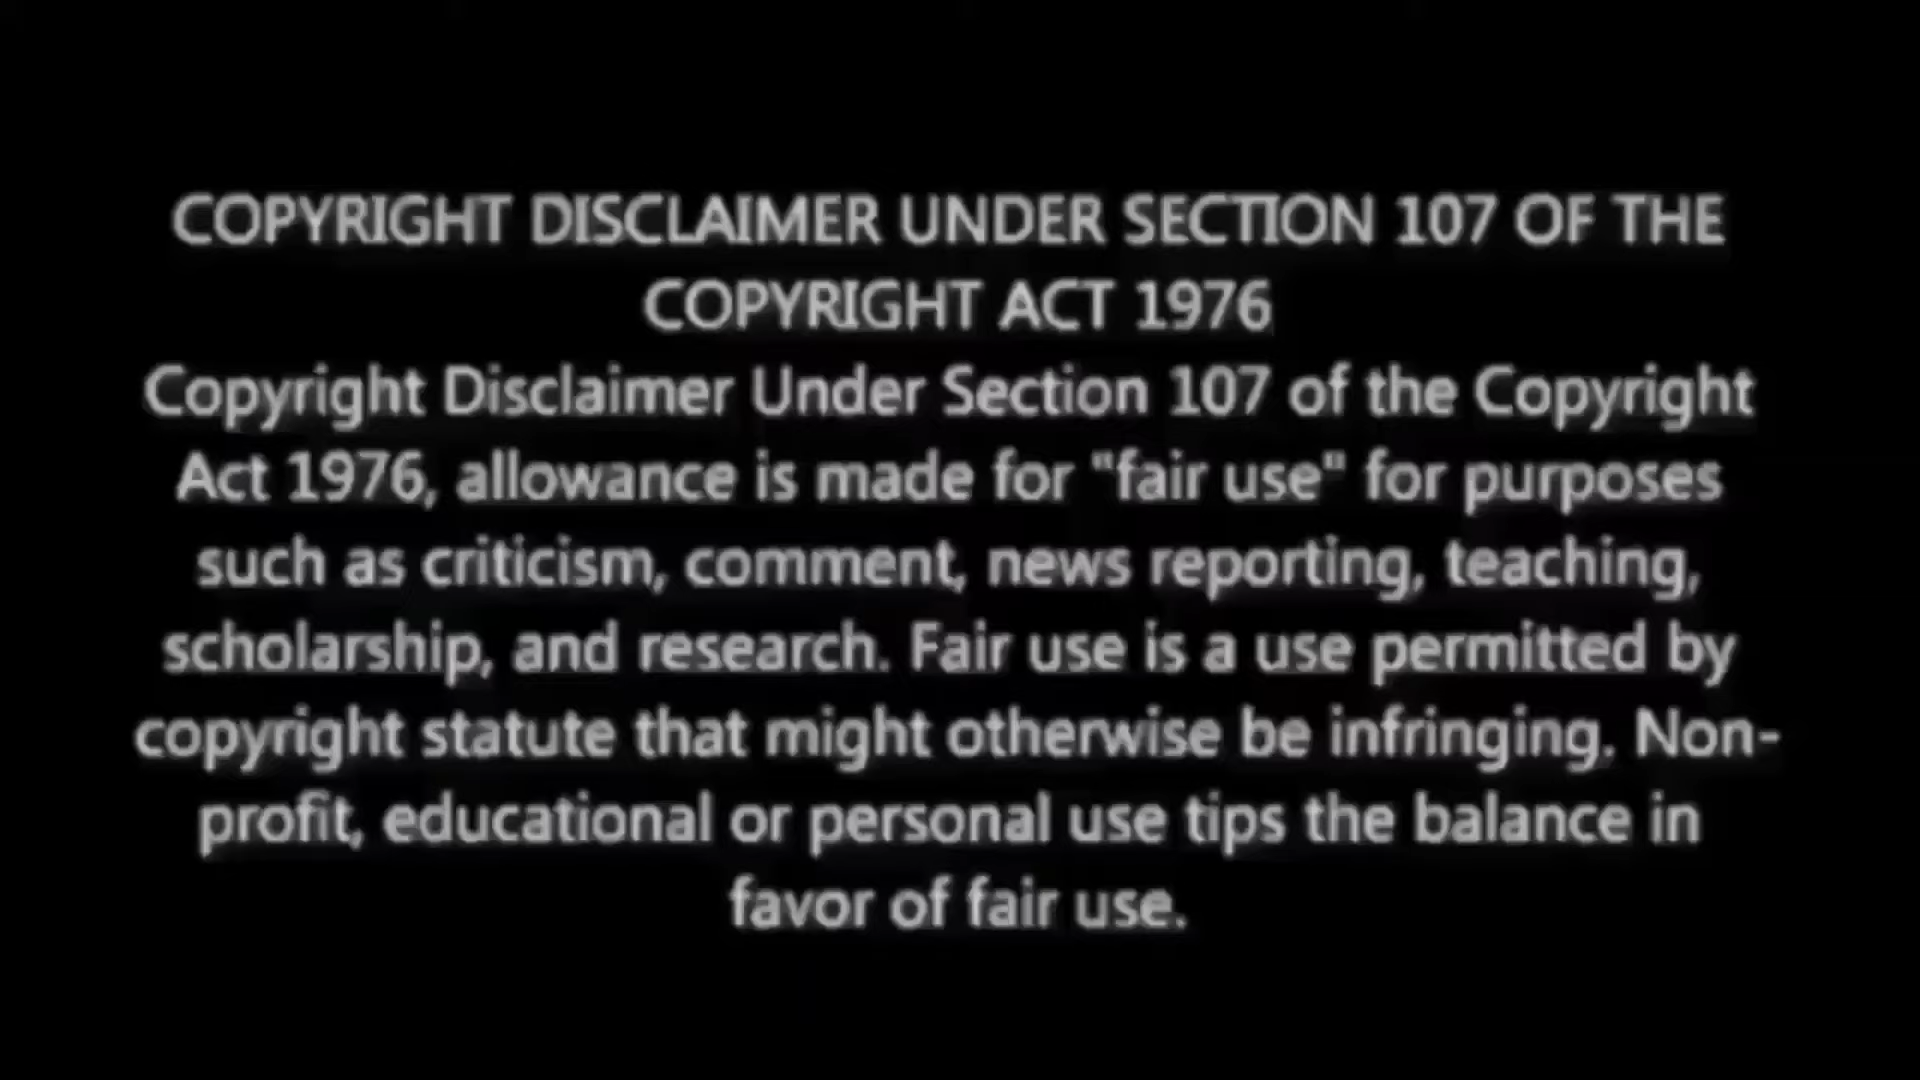 COPYRIGHT DISCLAIMER UNDER SECTION 107 OF THE
COPYRIGHT ACT 1976
Copyright Disclaimer Under Section 107 of the Copyright
Act 1976, allowance is made for "fair use" for purposes
such as criticism, comment, news reporting, teaching,
scholarship, and research. Fair use is a use permitted by
copyright statute that might otherwise be infringing. Non-
profit, educational or personal use tips the balance in
favor of fair use.